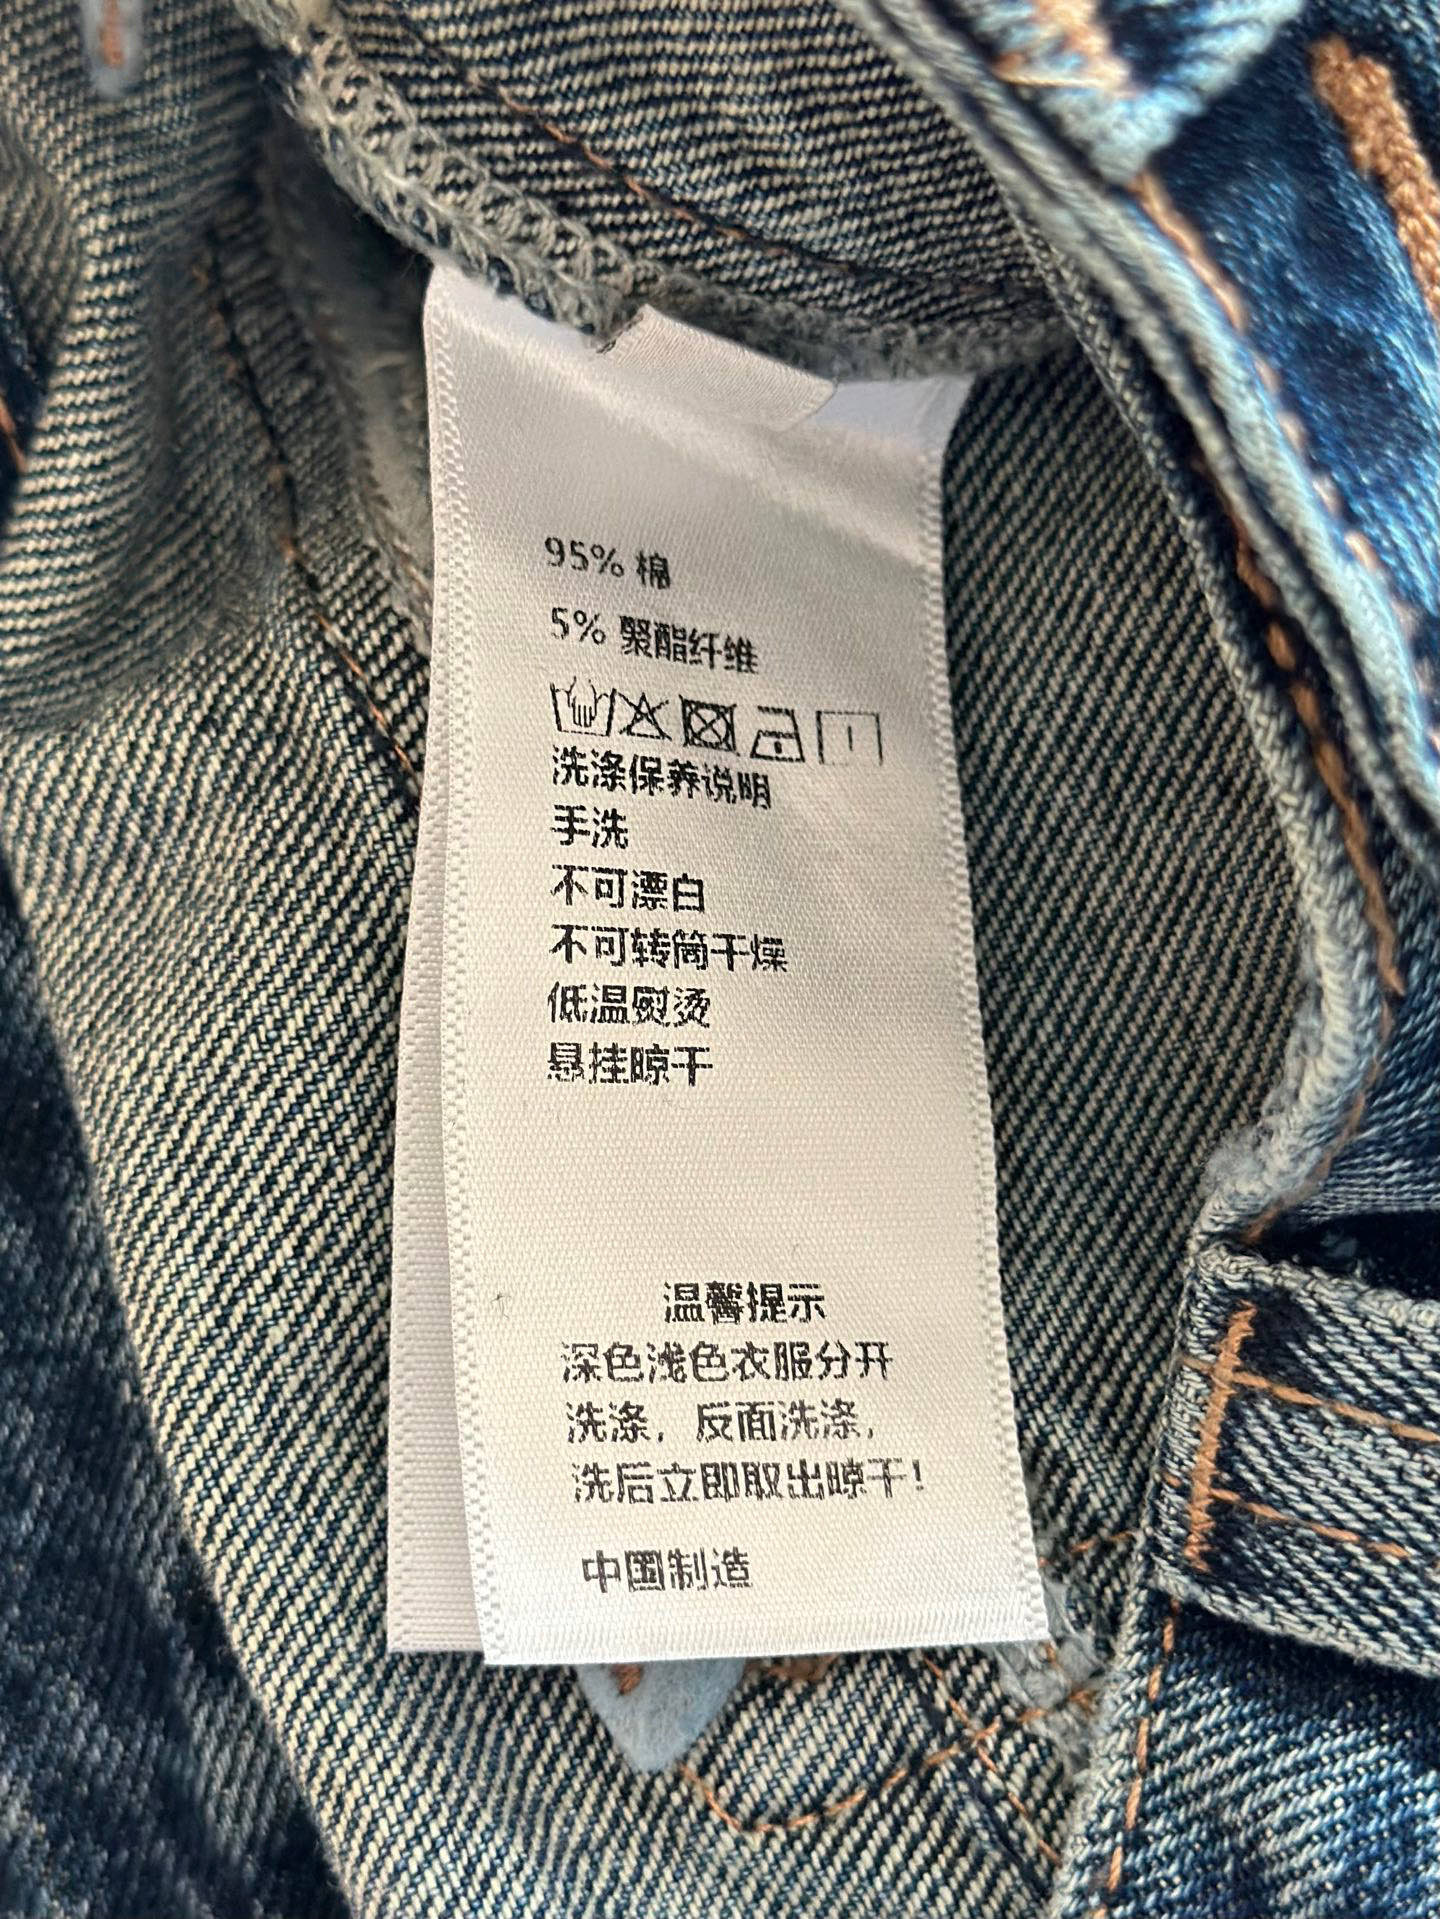 95% 棉
5% 聚酯纤维
洗涤保养说明
手洗
不可漂白
不可转筒干燥
低温熨烫
悬挂晾干
温馨提示
深色浅色衣服分开
洗涤，反面洗涤，
洗后立即取出晾干！
中国制造